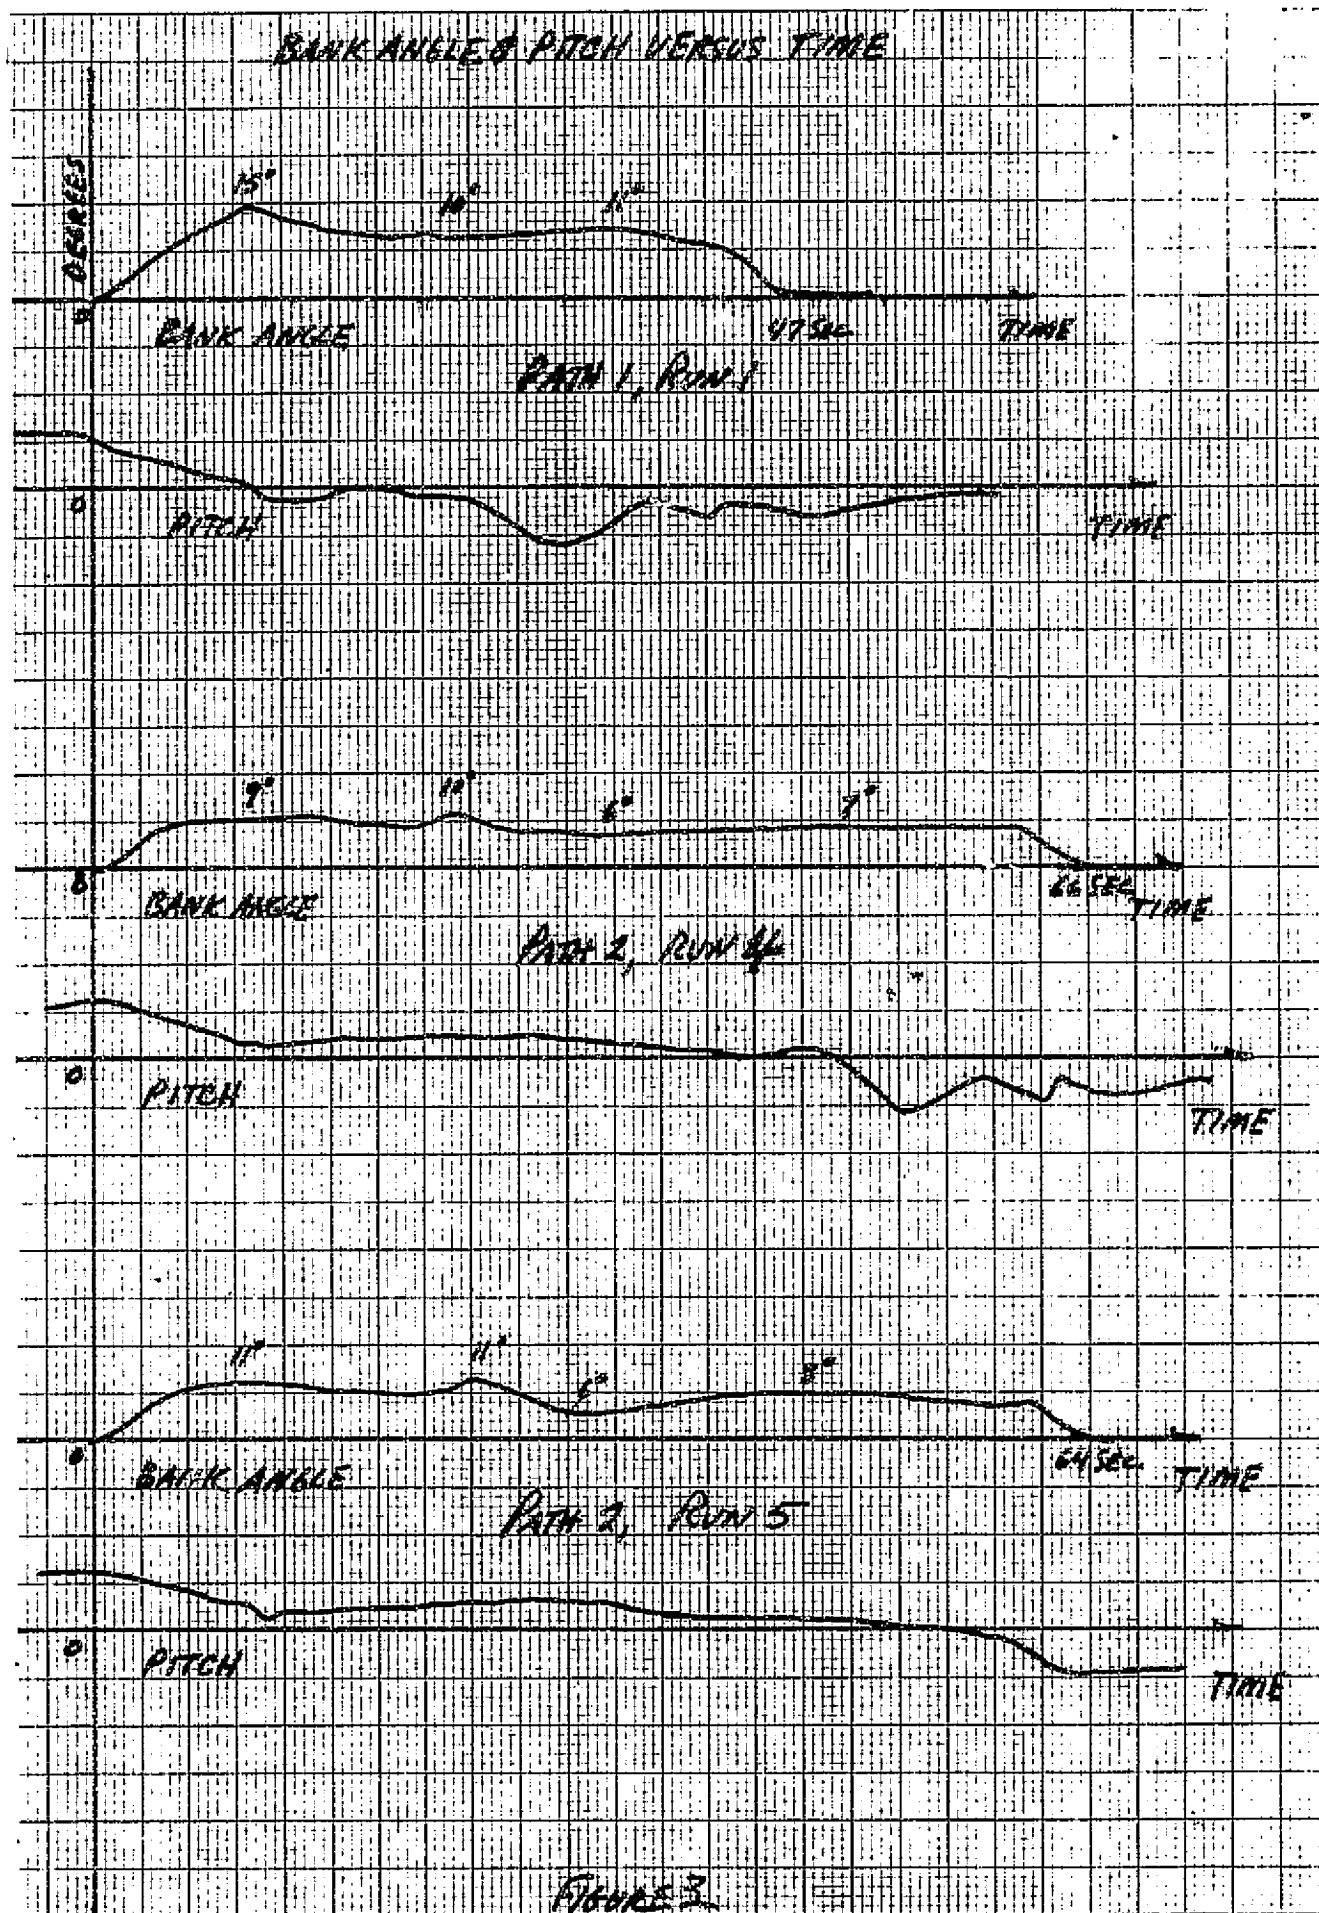 BANK ANGLE & PITCH VERSUS TIME
DEGREES
15° 10° 11°
0
BANK ANGLE 47 SEC TIME
PATH 1, RUN 1
0
PITCH TIME
9° 10° 6° 7°
0
BANK ANGLE 66 SEC TIME
PATH 2, RUN
0
PITCH TIME
11° 11° 6° 8°
0
BANK ANGLE 64 SEC. TIME
PATH 2, RUN 5
0
PITCH TIME
FIGURE 3